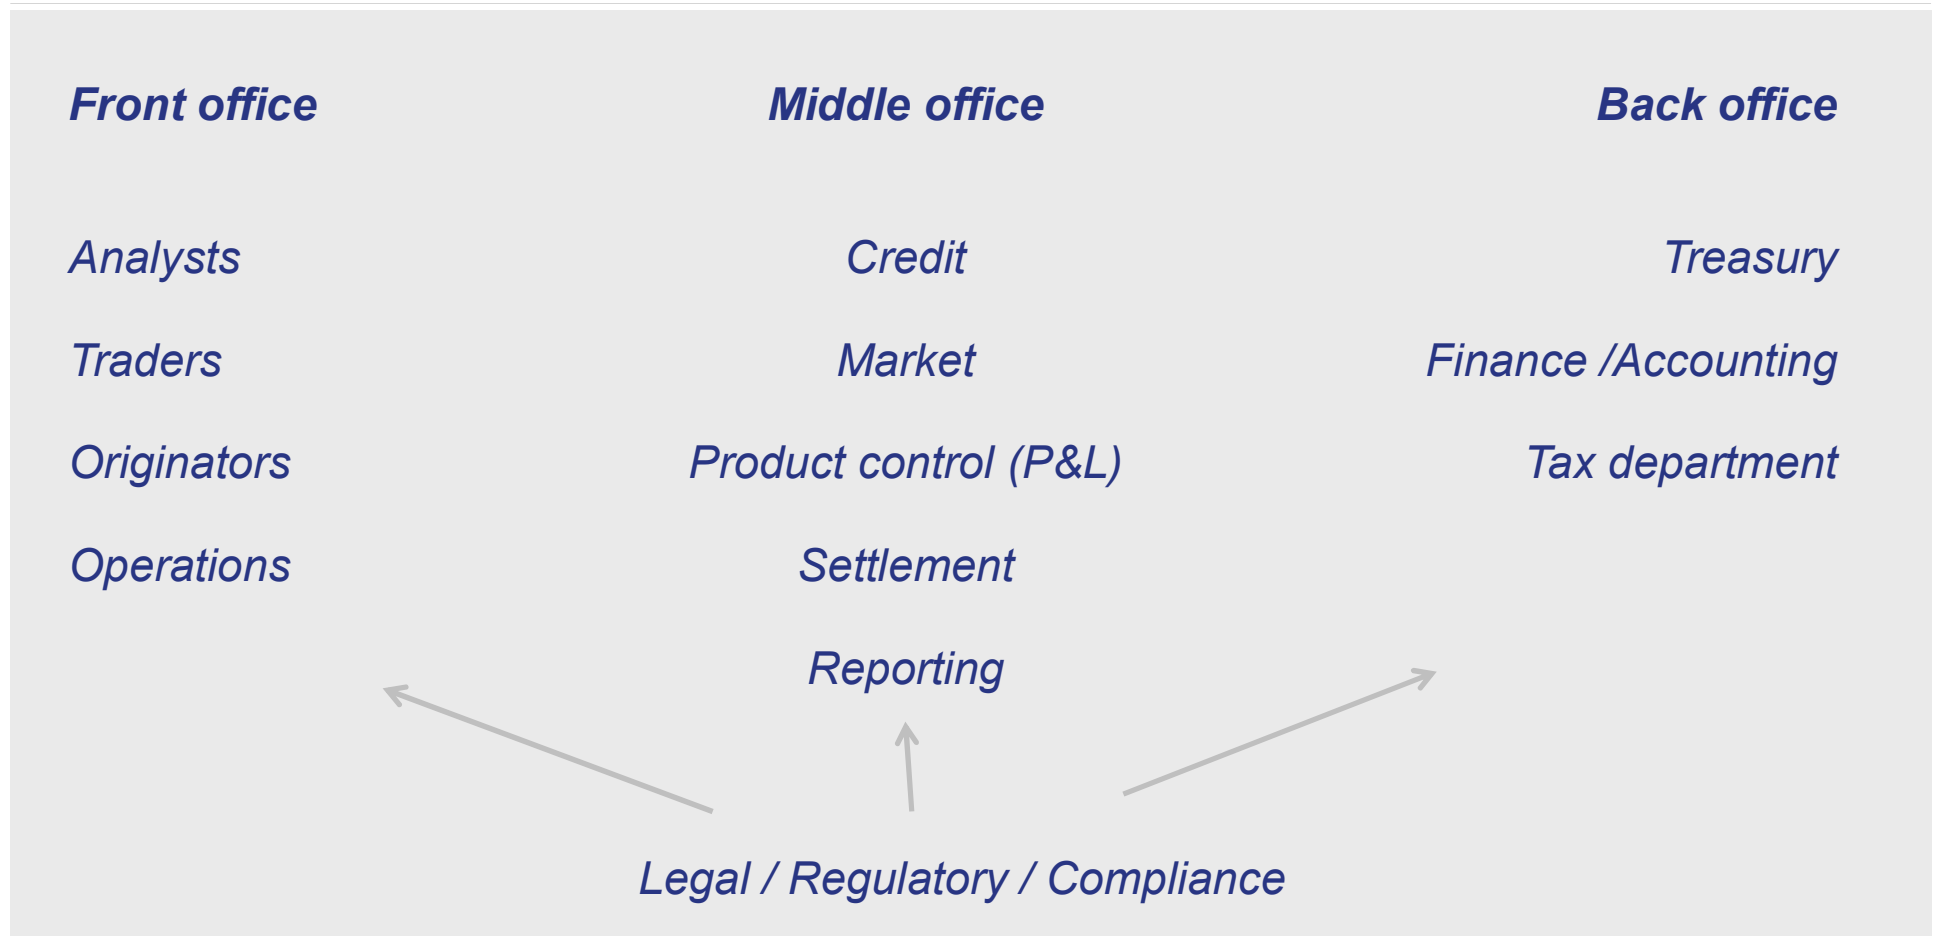 Front office
Middle office
Back office
Analysts
Credit
Treasury
Traders
Market
Finance /Accounting
Originators
Product control (P&L)
Tax department
Operations
Settlement
Reporting
Legal / Regulatory / Compliance